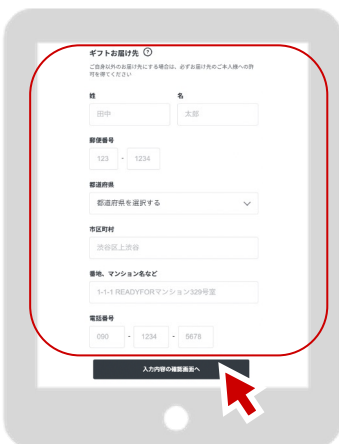 ギフトお届け先 ?
ご自身以外のお届け先にする場合は、必ずお届け先のご本人様への許
可を得てください
姓 名
田中 太郎
郵便番号
123 - 1234
都道府県
都道府県を選択する
市区町村
渋谷区上渋谷
番地、マンション名など
1-1-1 READYFORマンション329号室
電話番号
090 - 1234 - 5678
入力内容の確認画面へ